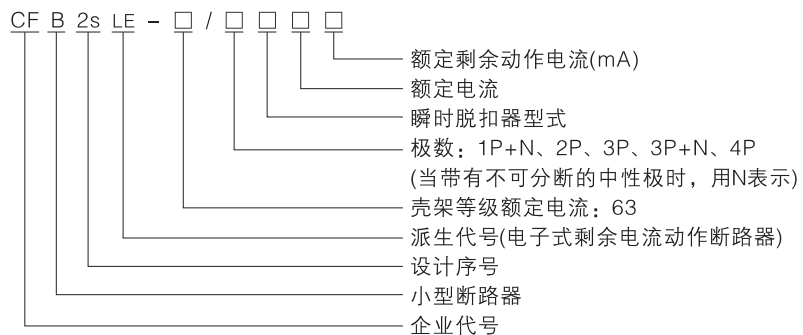 CF B 2s LE - □ / □ □ □ □
额定剩余动作电流(mA)
额定电流
瞬时脱扣器型式
极数：1P+N、2P、3P、3P+N、4P
(当带有不可分断的中性极时，用N表示)
壳架等级额定电流：63
派生代号(电子式剩余电流动作断路器)
设计序号
小型断路器
企业代号